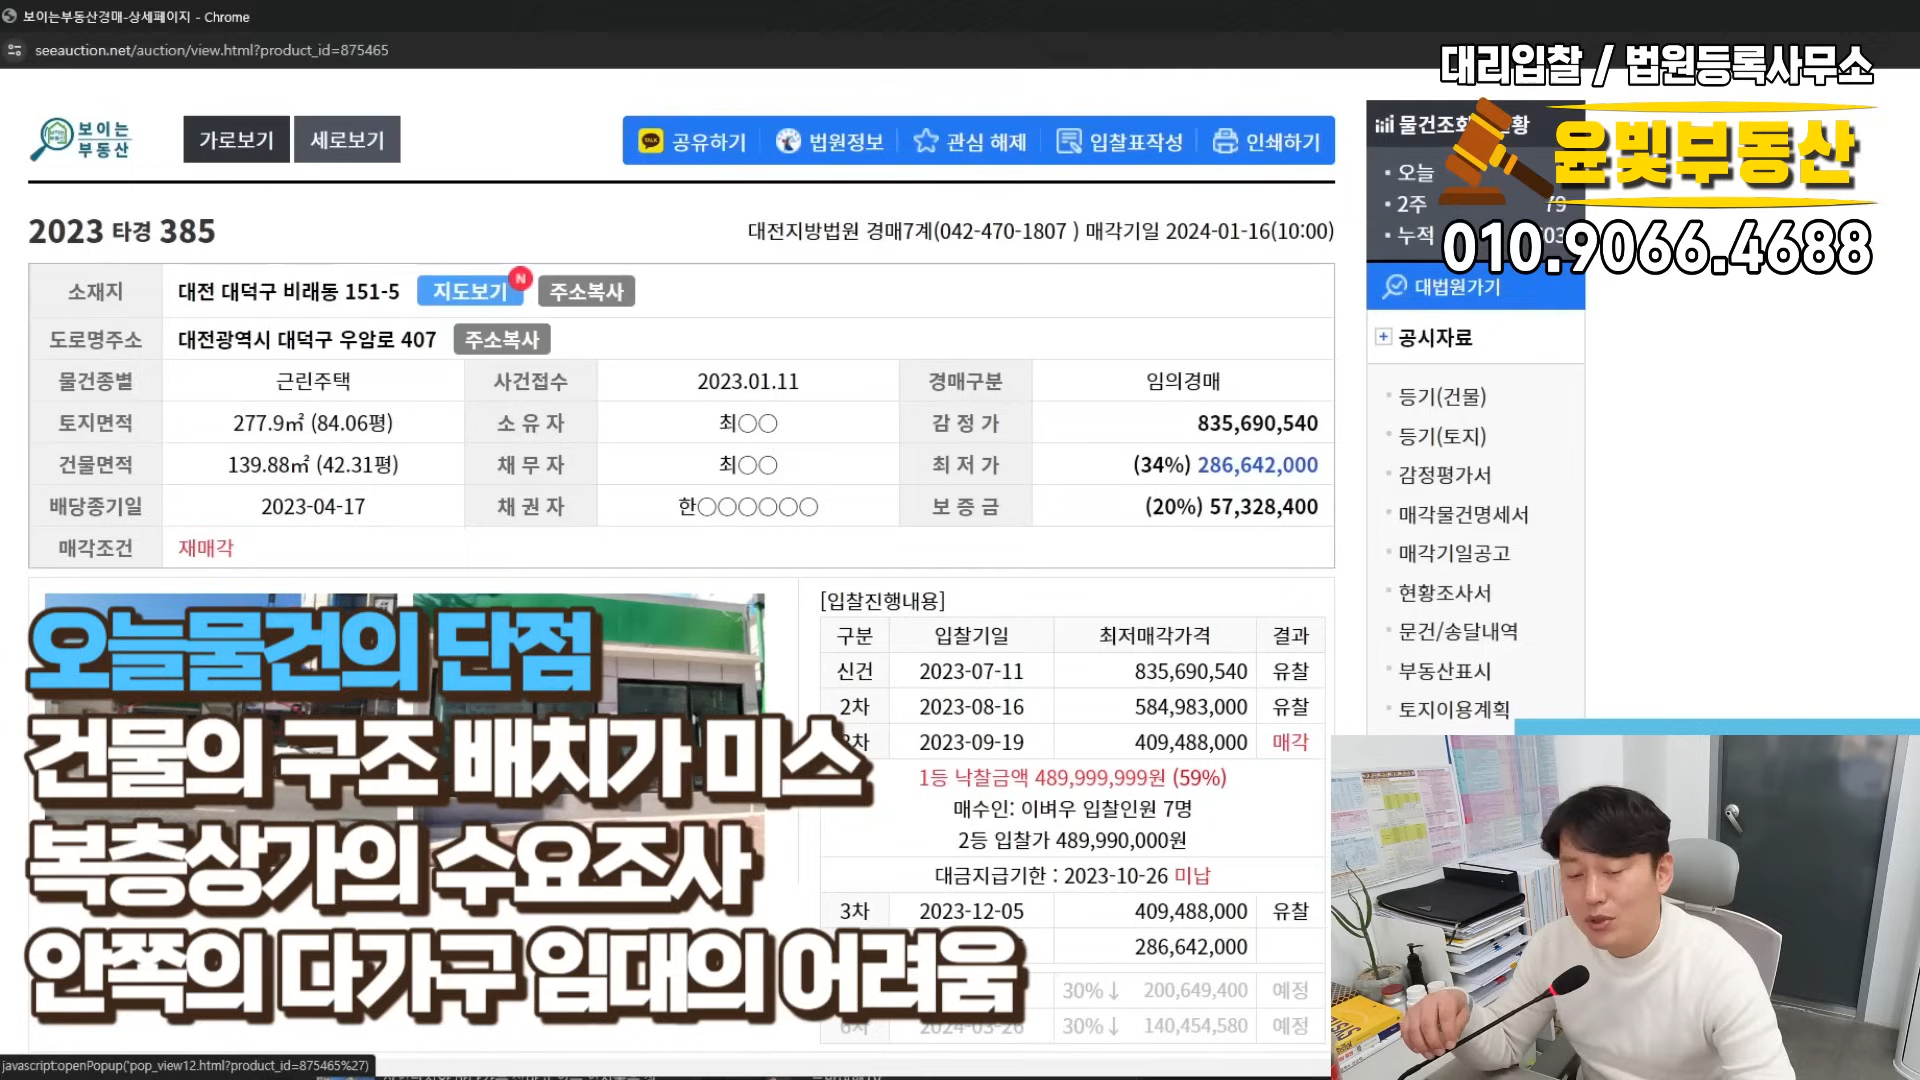 보이는부동산경매-상세페이지 - Chrome
seeauction.net/auction/view.html?product_id=875465
대리입찰 / 법원등록사무소
윤빛부동산
010.9066.4688
보이는
부동산
가로보기
세로보기
TALK 공유하기
법원정보
관심 해제
입찰표작성
인쇄하기
물건조회
오늘
2주 79
누적
대법원가기
2023 타경 385
대전지방법원 경매7계(042-470-1807 ) 매각기일 2024-01-16(10:00)
소재지 대전 대덕구 비래동 151-5 지도보기 N 주소복사
도로명주소 대전광역시 대덕구 우암로 407 주소복사
물건종별 근린주택 사건접수 2023.01.11 경매구분 임의경매
토지면적 277.9㎡ (84.06평) 소 유 자 최○○ 감 정 가 835,690,540
건물면적 139.88㎡ (42.31평) 채 무 자 최○○ 최 저 가 (34%) 286,642,000
배당종기일 2023-04-17 채 권 자 한○○○○○○ 보 증 금 (20%) 57,328,400
매각조건 재매각
공시자료
등기(건물)
등기(토지)
감정평가서
매각물건명세서
매각기일공고
현황조사서
문건/송달내역
부동산표시
토지이용계획
오늘물건의 단점
건물의 구조 배치가 미스
복층상가의 수요조사
안쪽의 다가구 임대의 어려움
[입찰진행내용]
구분 입찰기일 최저매각가격 결과
신건 2023-07-11 835,690,540 유찰
2차 2023-08-16 584,983,000 유찰
3차 2023-09-19 409,488,000 매각
1등 낙찰금액 489,999,999원 (59%)
매수인: 이벼우 입찰인원 7명
2등 입찰가 489,990,000원
대금지급기한 : 2023-10-26 미납
3차 2023-12-05 409,488,000 유찰
286,642,000
30%↓ 200,649,400 예정
6차 2024-03-26 30%↓ 140,454,580 예정
javascript:openPopup('pop_view12.html?product_id=875465%27)